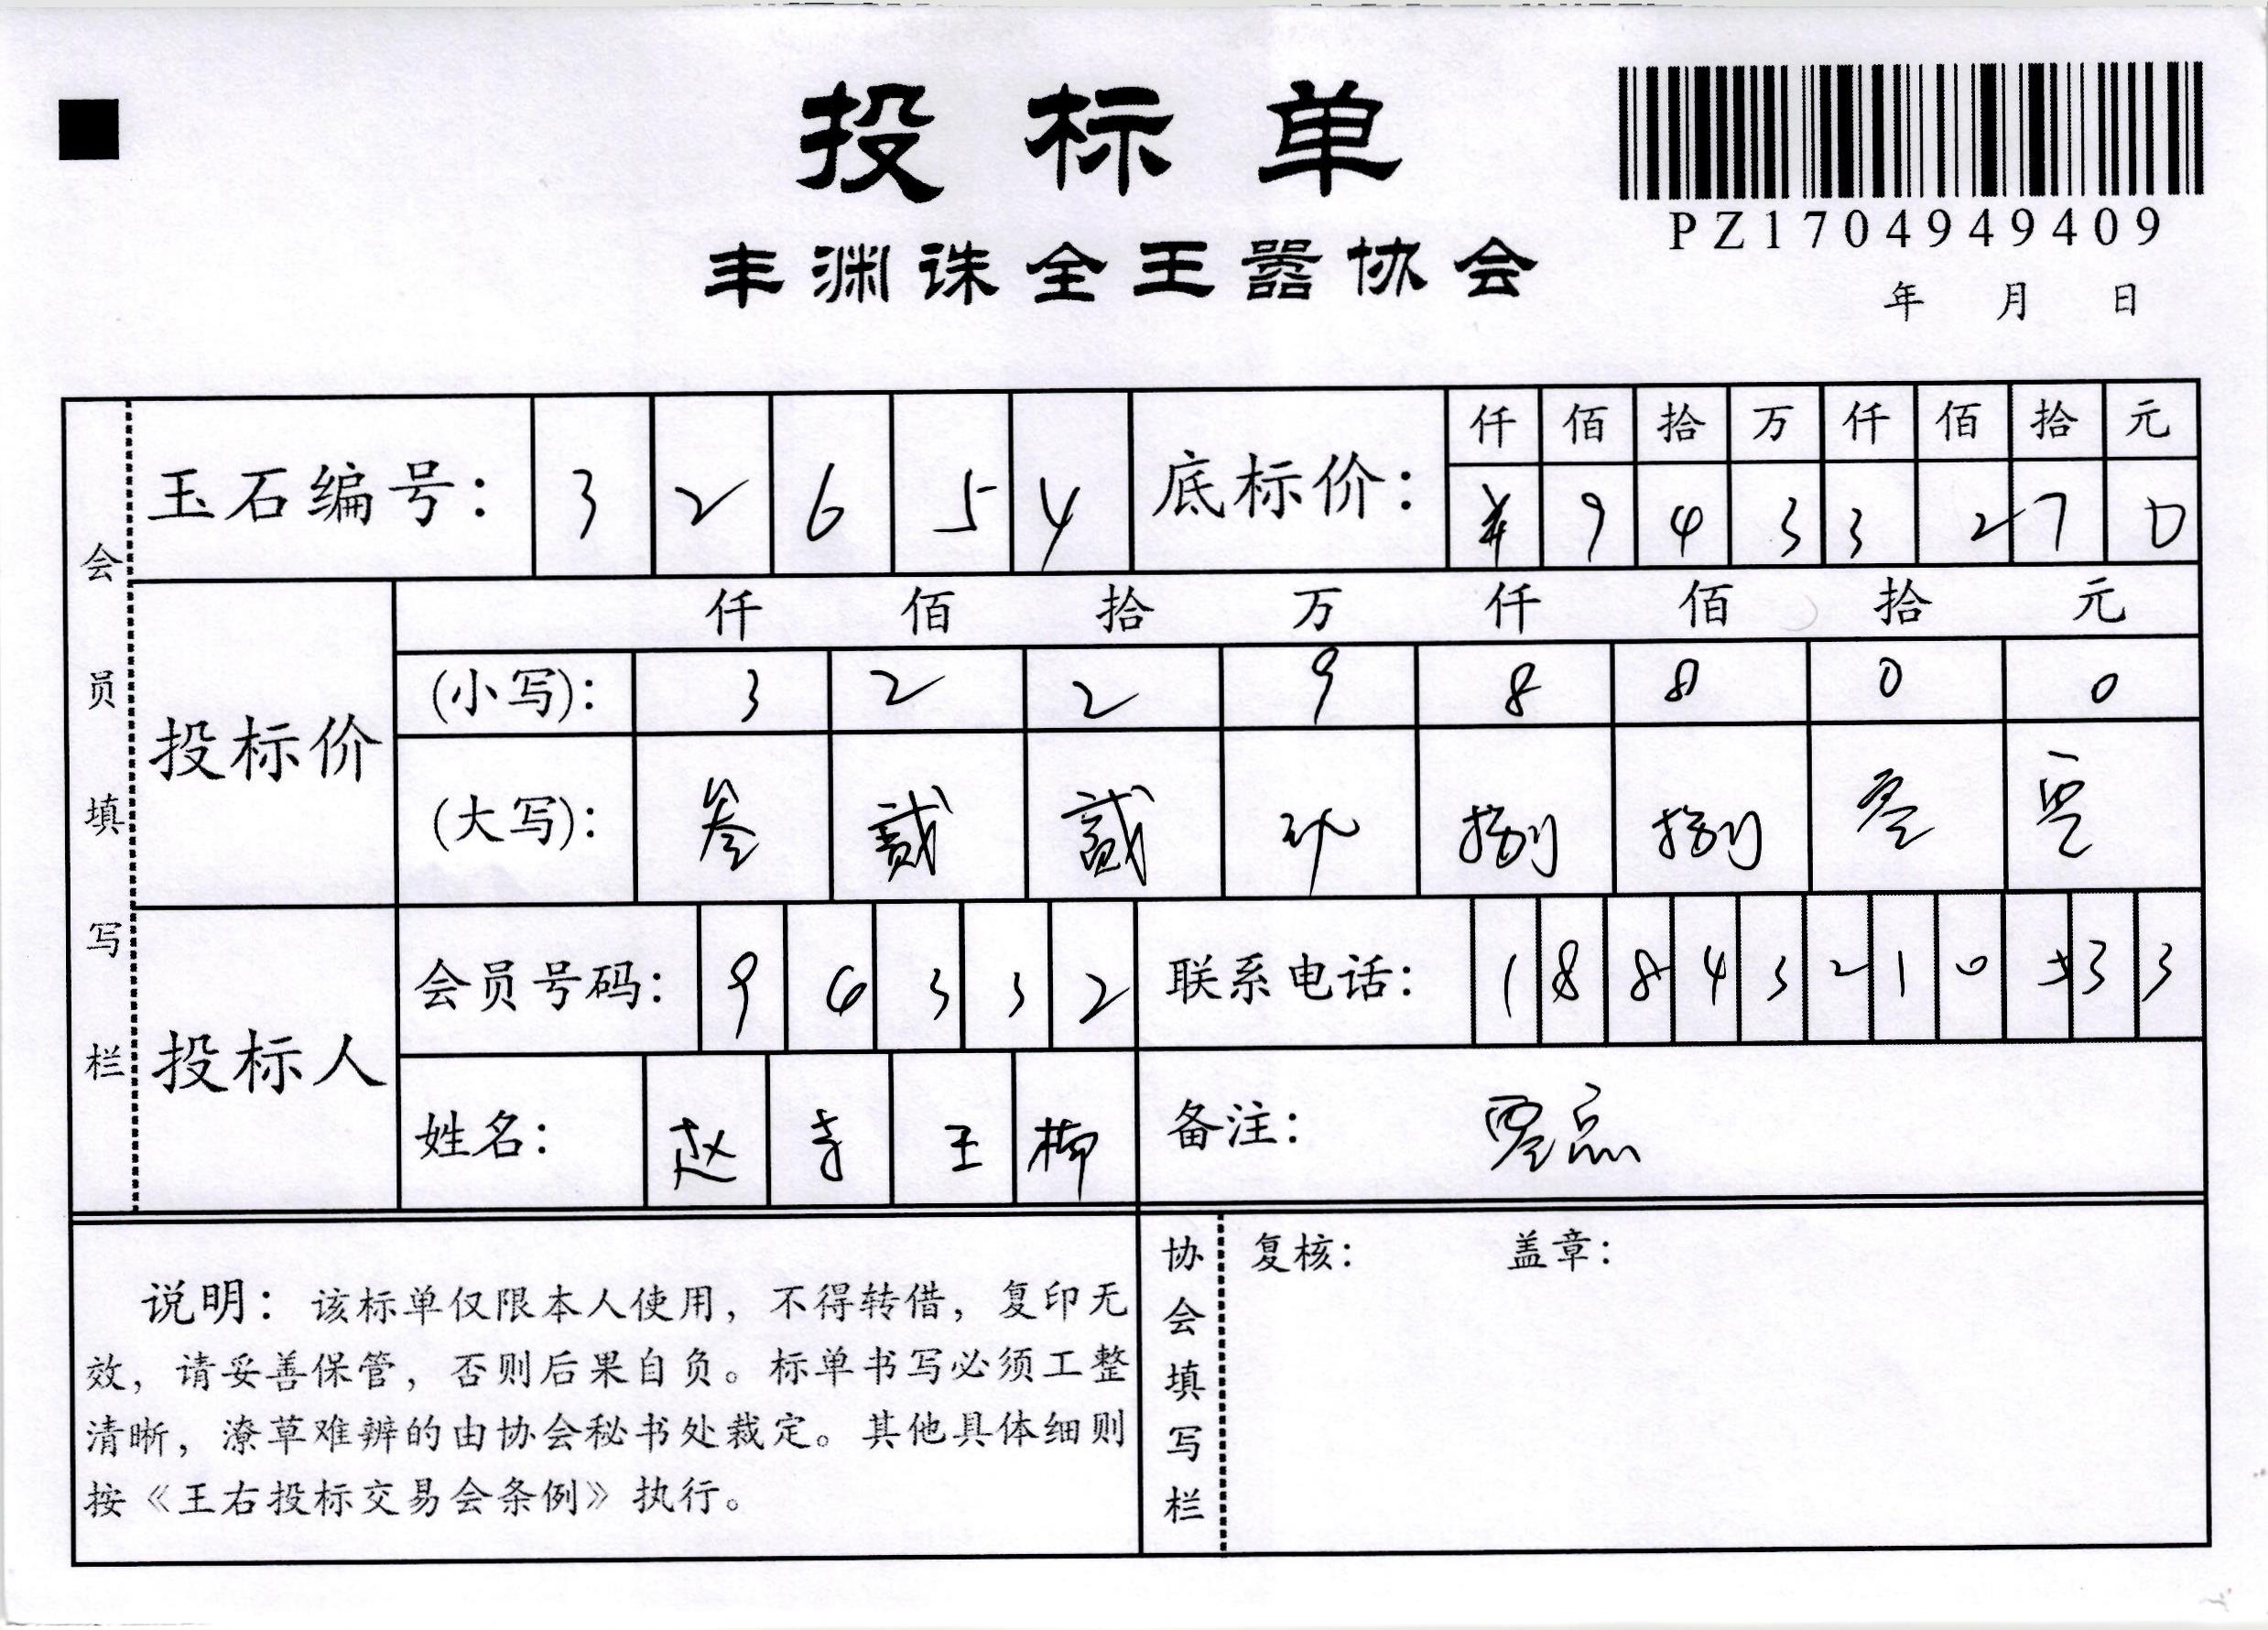 投标单
PZ1704949409
丰渊诛全王嚣协会
年 月 日
会员填写栏
玉石编号: 3 2 6 5 4
底标价: 仟 佰 拾 万 仟 佰 拾 元
¥ 9 4 3 3 2 7 0
投标价
仟 佰 拾 万 仟 佰 拾 元
(小写): 3 2 2 9 8 8 0 0
(大写): 叁 贰 贰 玖 捌 捌 零 零
投标人
会员号码: 9 6 3 3 2
联系电话: 1 8 8 4 3 2 1 0 3 3
姓名: 赵 李 王 柳
备注:
说明: 该标单仅限本人使用, 不得转借, 复印无
效, 请妥善保管, 否则后果自负。标单书写必须工整
清晰, 潦草难辨的由协会秘书处裁定。其他具体细则
按《王右投标交易会条例》执行。
协会填写栏
复核: 盖章: